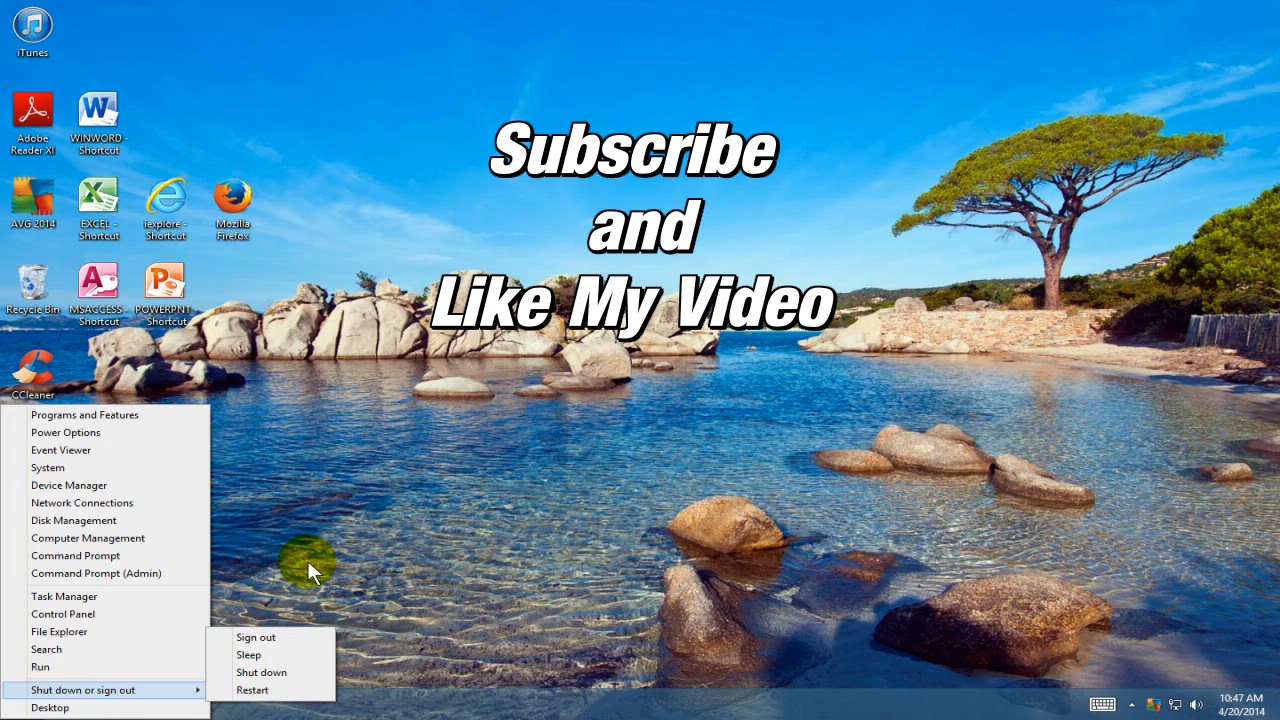 iTunes
Adobe
Reader XI
WINWORD -
Shortcut
AVG 2014
EXCEL -
Shortcut
iexplore -
Shortcut
Mozilla
Firefox
Recycle Bin
MSACCESS -
Shortcut
POWERPNT
Shortcut
CCleaner
Subscribe
and
Like My Video
Programs and Features
Power Options
Event Viewer
System
Device Manager
Network Connections
Disk Management
Computer Management
Command Prompt
Command Prompt (Admin)
Task Manager
Control Panel
File Explorer
Search
Run
Shut down or sign out
Desktop
Sign out
Sleep
Shut down
Restart
10:47 AM
4/20/2014